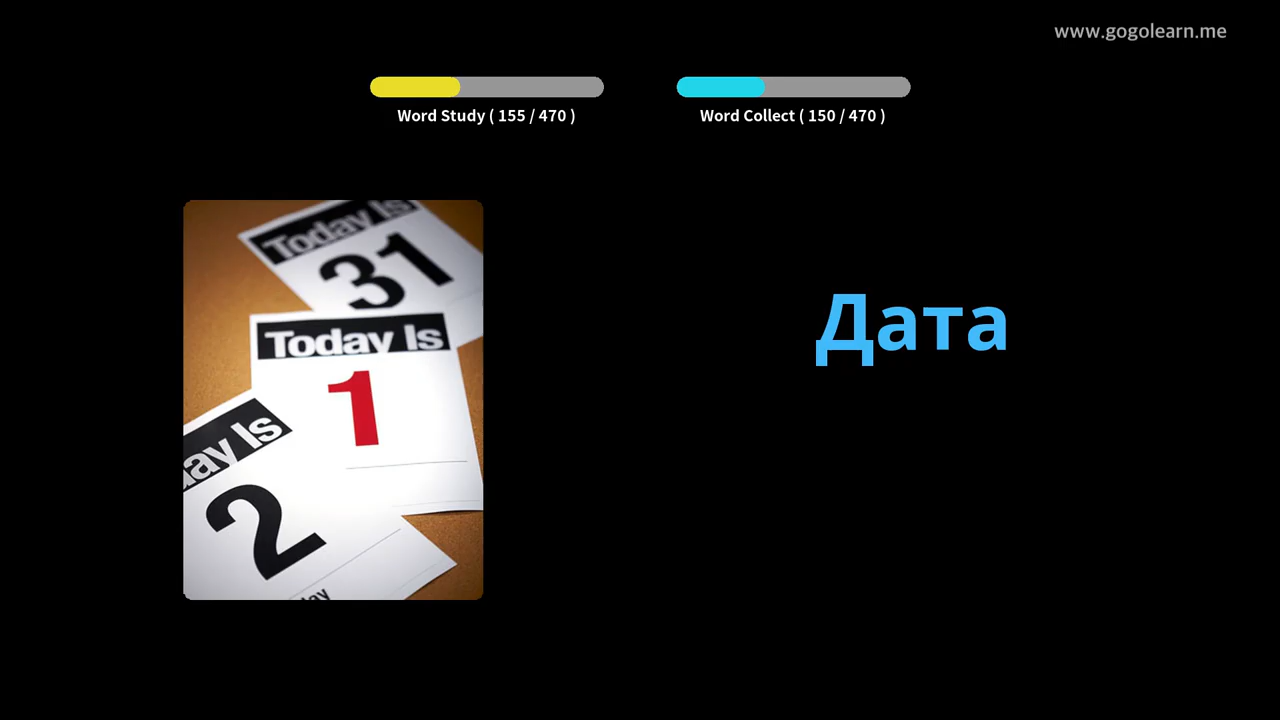 www.gogolearn.me
Word Study ( 155 / 470 )
Word Collect ( 150 / 470 )
Today Is
31
Today Is
1
ay Is
2
Дата